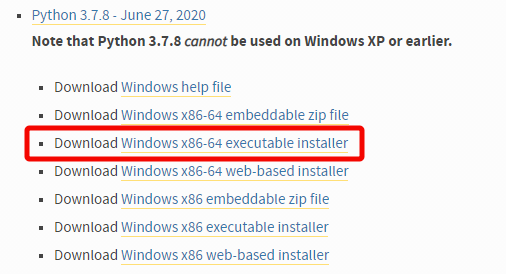 Python 3.7.8 - June 27, 2020
Note that Python 3.7.8 cannot be used on Windows XP or earlier.
Download Windows help file
Download Windows x86-64 embeddable zip file
Download Windows x86-64 executable installer
Download Windows x86-64 web-based installer
Download Windows x86 embeddable zip file
Download Windows x86 executable installer
Download Windows x86 web-based installer